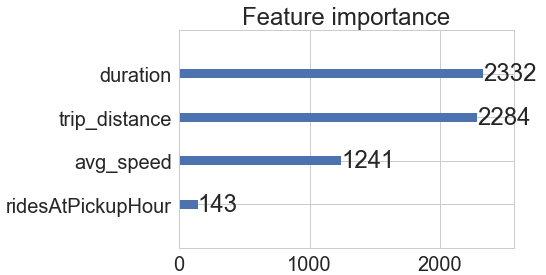 Feature importance
duration 2332
trip_distance 2284
avg_speed 1241
ridesAtPickupHour 143
0 1000 2000